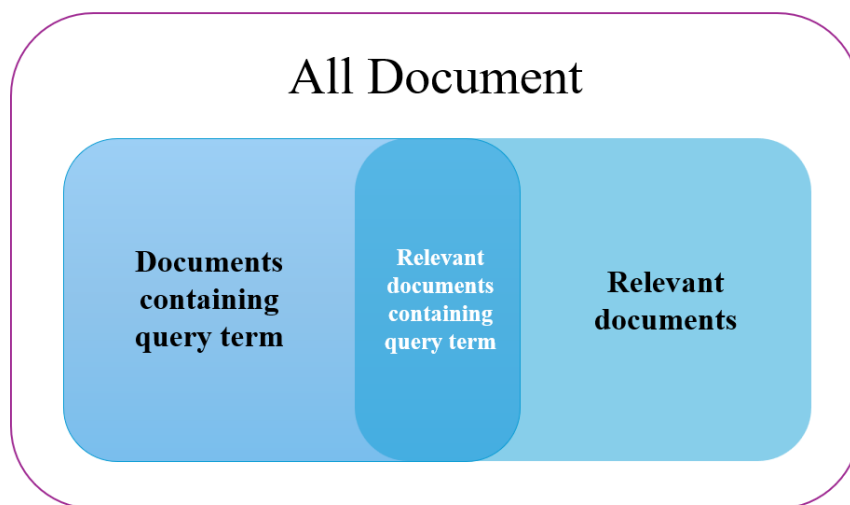 All Document
Documents
containing
query term
Relevant
documents
containing
query term
Relevant
documents